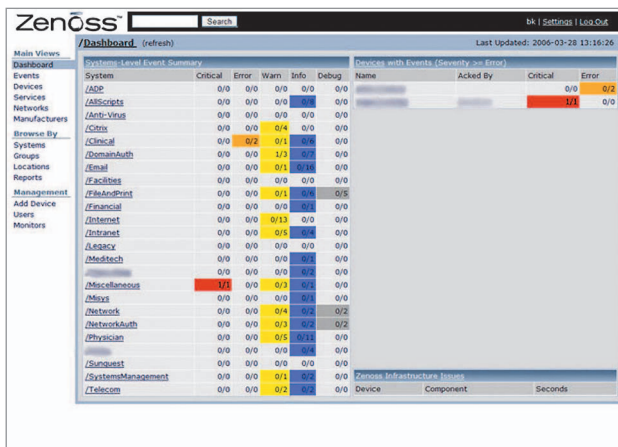 Zenoss™
Search
bk | Settings | Log Out
/Dashboard (refresh)
Last Updated: 2006-03-28 13:16:26
Main Views
Dashboard
Events
Devices
Services
Networks
Manufacturers
Browse By
Systems
Groups
Locations
Reports
Management
Add Device
Users
Monitors
Systems-Level Event Summary
System Critical Error Warn Info Debug
/ADP 0/0 0/0 0/0 0/0 0/0
/AllScripts 0/0 0/0 0/0 0/8 0/0
/Anti-Virus 0/0 0/0 0/0 0/0 0/0
/Citrix 0/0 0/0 0/4 0/0 0/0
/Clinical 0/0 0/2 0/1 0/6 0/0
/DomainAuth 0/0 0/0 1/3 0/7 0/0
/Email 0/0 0/0 0/1 0/16 0/0
/Facilities 0/0 0/0 0/0 0/0 0/0
/FileAndPrint 0/0 0/0 0/1 0/6 0/5
/Financial 0/0 0/0 0/0 0/1 0/0
/Internet 0/0 0/0 0/13 0/0 0/0
/Intranet 0/0 0/0 0/5 0/4 0/0
/Legacy 0/0 0/0 0/0 0/0 0/0
/Meditech 0/0 0/0 0/0 0/1 0/0
0/0 0/0 0/0 0/2 0/0
/Miscellaneous 1/1 0/0 0/3 0/1 0/0
/Misys 0/0 0/0 0/0 0/1 0/0
/Network 0/0 0/0 0/4 0/2 0/2
/NetworkAuth 0/0 0/0 0/3 0/2 0/2
/Physician 0/0 0/0 0/5 0/11 0/0
0/0 0/0 0/0 0/4 0/0
/Sunquest 0/0 0/0 0/0 0/0 0/0
/SystemsManagement 0/0 0/0 0/1 0/2 0/0
/Telecom 0/0 0/0 0/2 0/2 0/0
Devices with Events (Severity >= Error)
Name Acked By Critical Error
0/0 0/2
1/1 0/0
Zenoss Infrastructure Issues
Device Component Seconds